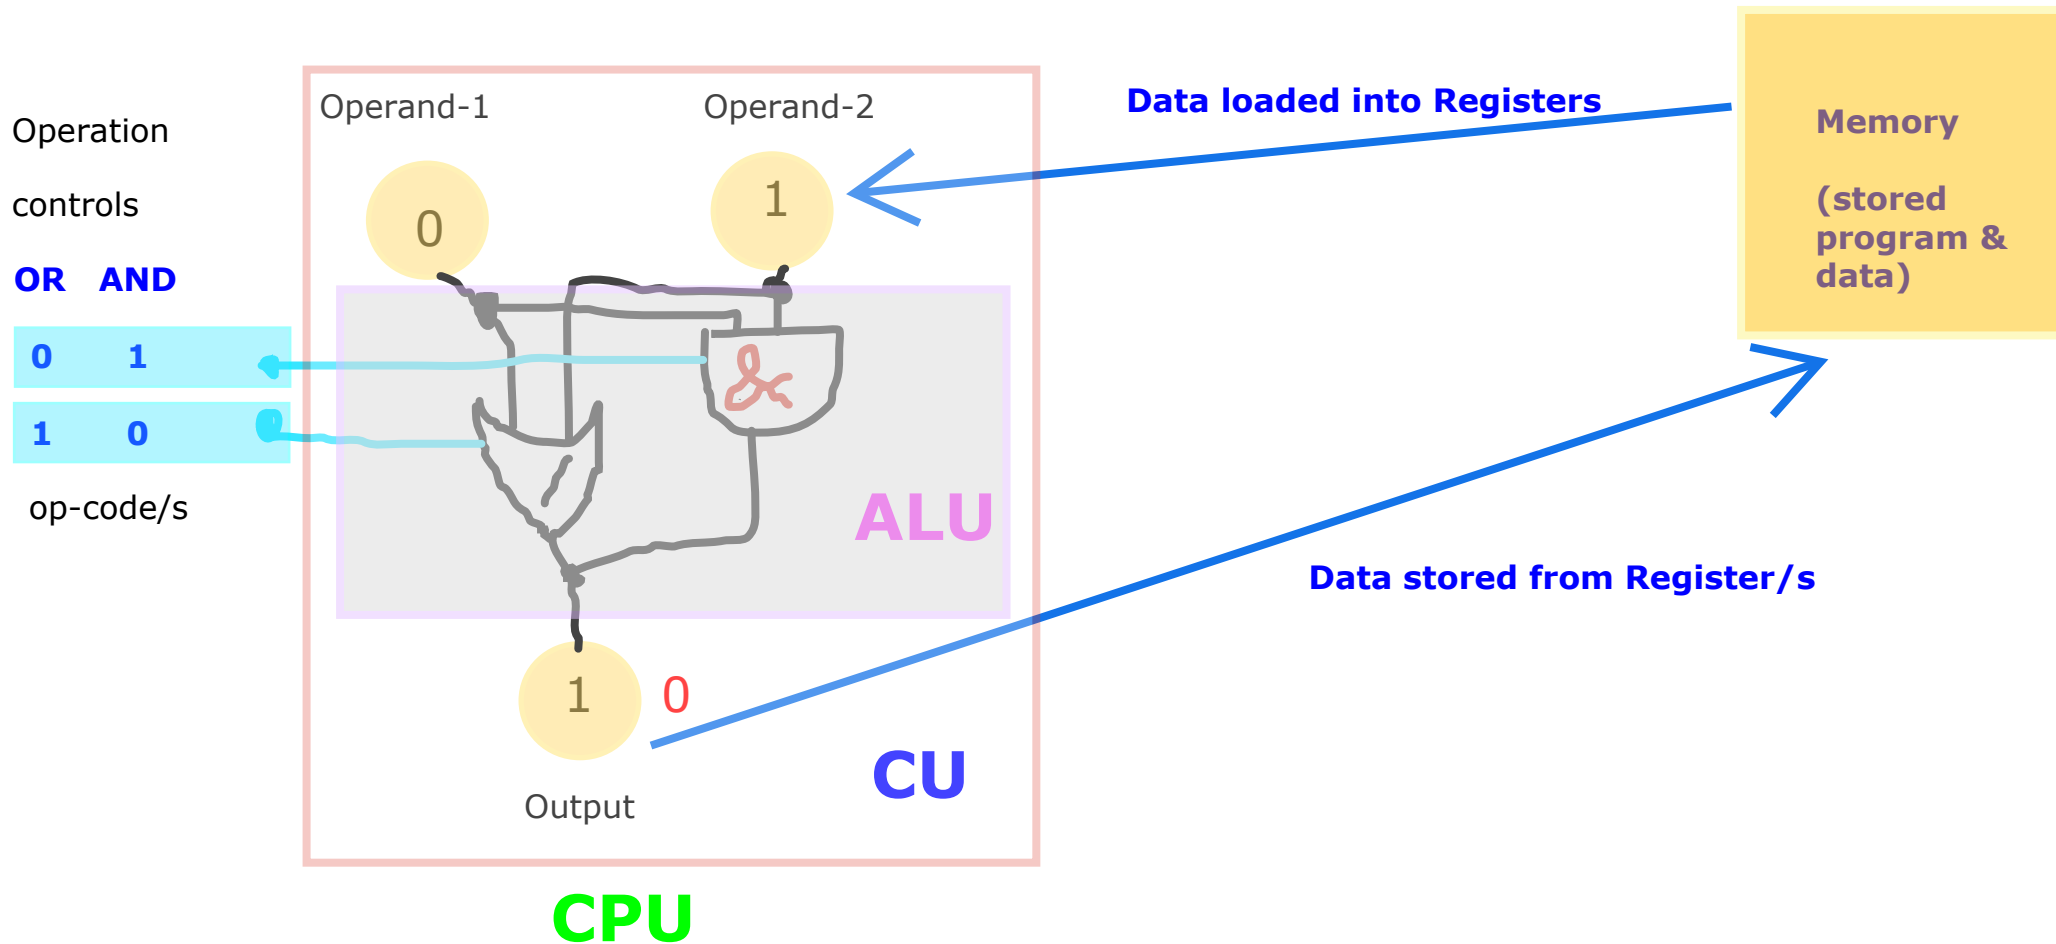 Operation
controls
OR AND
0 1
1 0
op-code/s
Operand-1
Operand-2
0
1
&
ALU
1
0
Output
CU
CPU
Data loaded into Registers
Data stored from Register/s
Memory
(stored
program &
data)